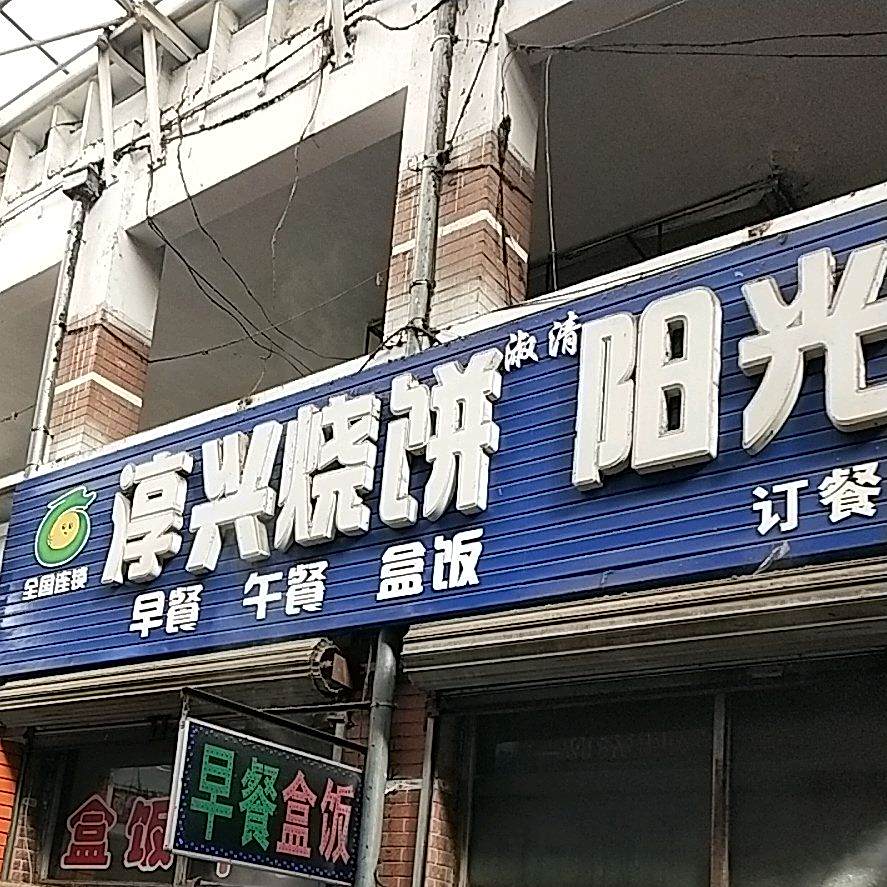 淳兴烧饼
淑清
阳光
全国连锁
早餐 午餐 盒饭
订餐
早餐盒饭
盒饭